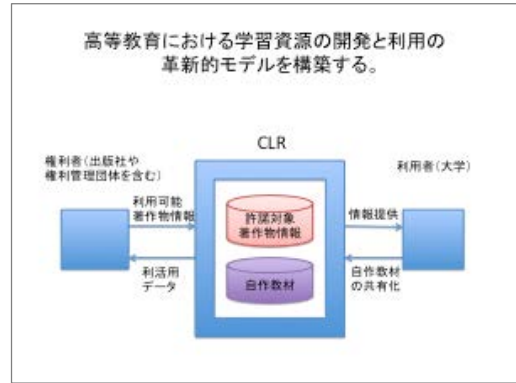 高等教育における学習資源の開発と利用の
革新的モデルを構築する。
CLR
権利者(出版社や
権利管理団体を含む)
利用者(大学)
利用可能
著作物情報
許諾対象
著作物情報
情報提供
利活用
データ
自作教材
自作教材
の共有化